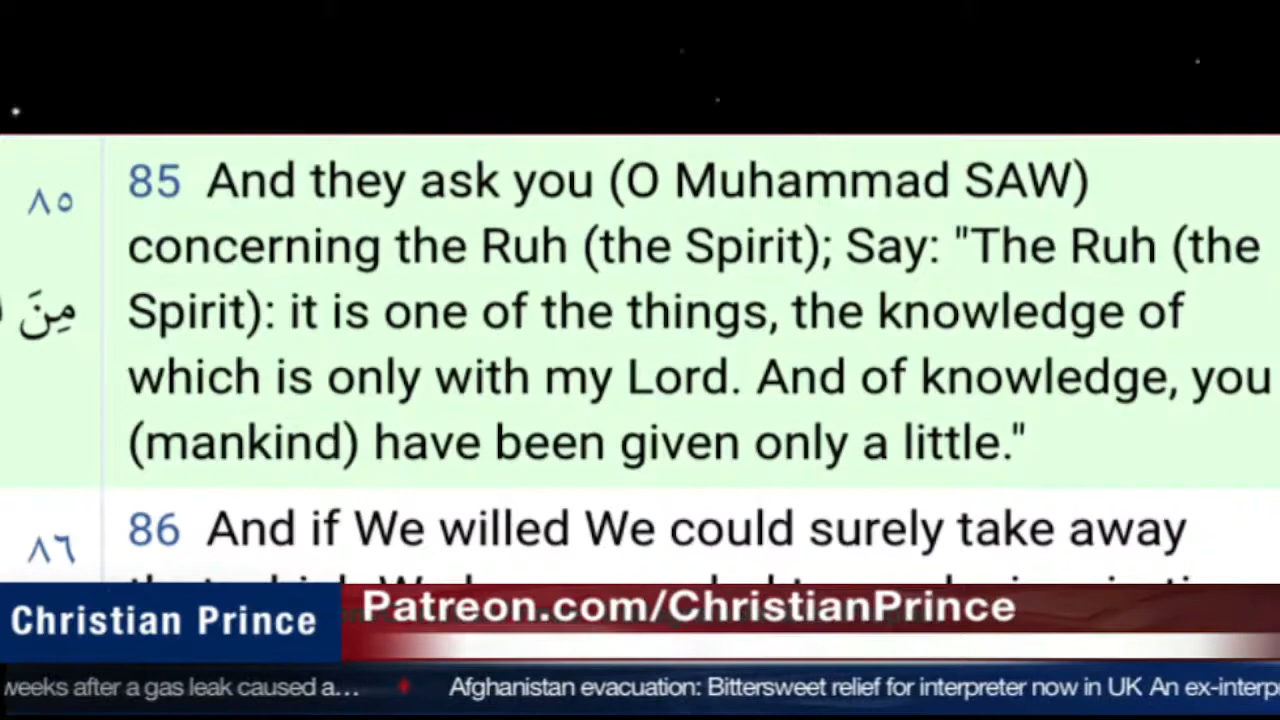 ٨٥
85 And they ask you (O Muhammad SAW)
concerning the Ruh (the Spirit); Say: "The Ruh (the
مِنَ
Spirit): it is one of the things, the knowledge of
which is only with my Lord. And of knowledge, you
(mankind) have been given only a little."
٨٦
86 And if We willed We could surely take away
Christian Prince
Patreon.com/ChristianPrince
weeks after a gas leak caused a... ♦ Afghanistan evacuation: Bittersweet relief for interpreter now in UK An ex-interp